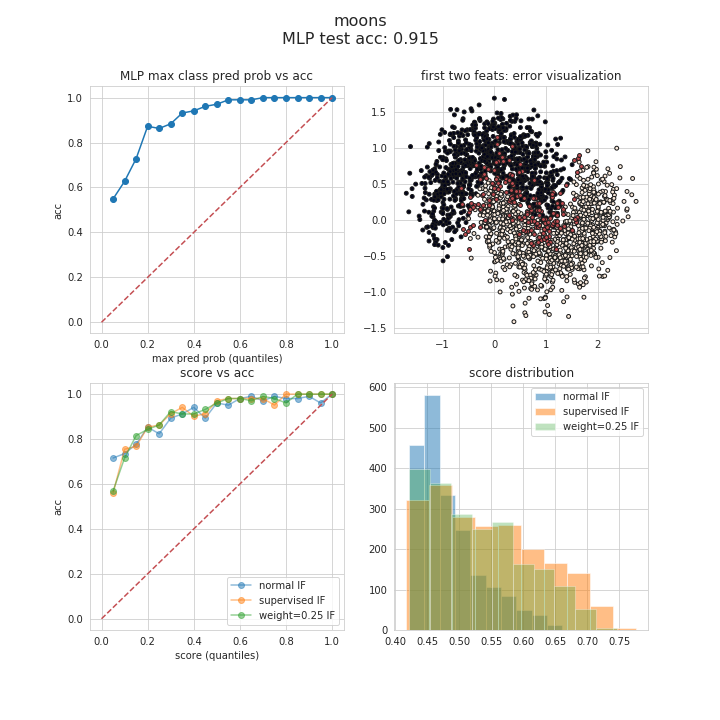 moons
MLP test acc: 0.915
MLP max class pred prob vs acc
1.0
0.8
0.6
0.4
0.2
0.0
acc
0.0 0.2 0.4 0.6 0.8 1.0
max pred prob (quantiles)
first two feats: error visualization
1.5
1.0
0.5
0.0
−0.5
−1.0
−1.5
−1 0 1 2
score vs acc
1.0
0.8
0.6
0.4
0.2
0.0
acc
normal IF
supervised IF
weight=0.25 IF
0.0 0.2 0.4 0.6 0.8 1.0
score (quantiles)
score distribution
600
500
400
300
200
100
0
normal IF
supervised IF
weight=0.25 IF
0.40 0.45 0.50 0.55 0.60 0.65 0.70 0.75